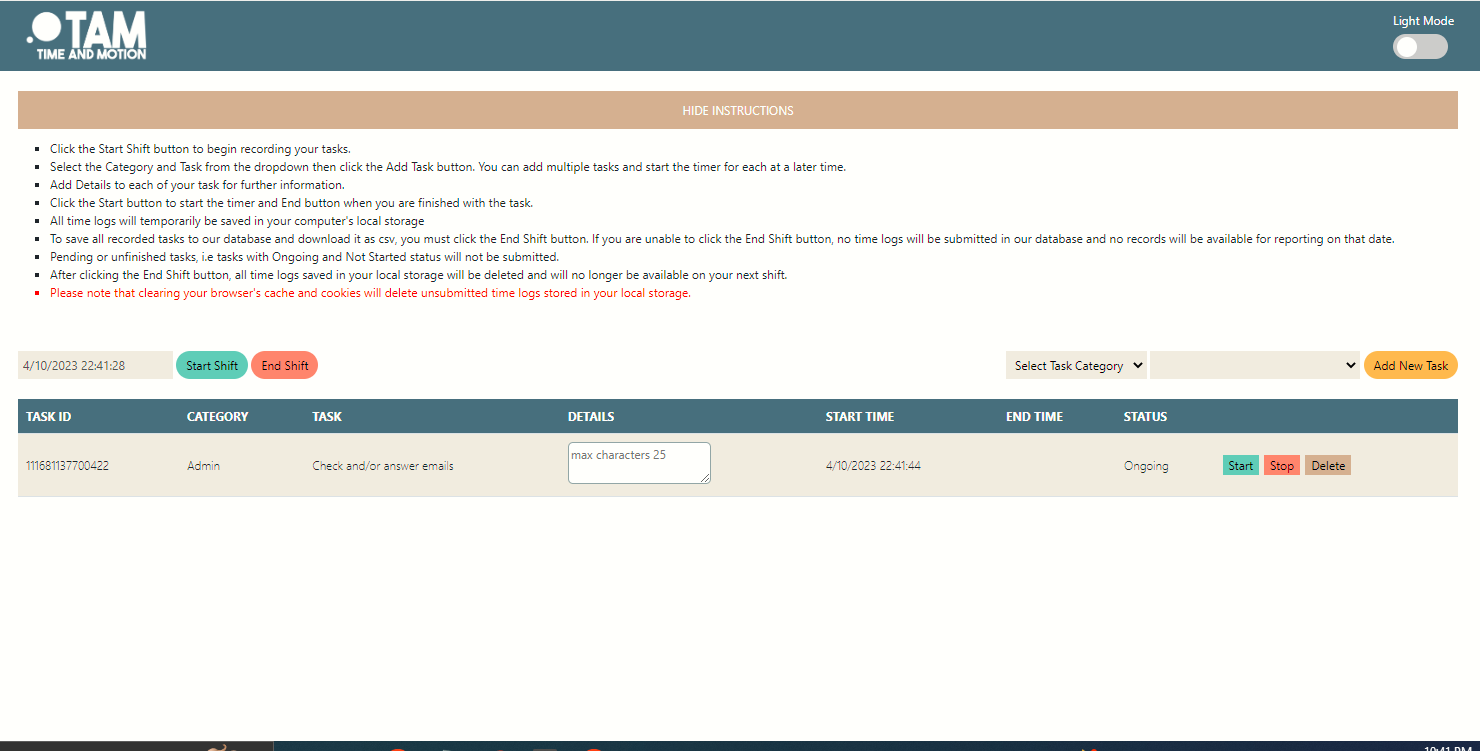 TAM
TIME AND MOTION
Light Mode
HIDE INSTRUCTIONS
Click the Start Shift button to begin recording your tasks.
Select the Category and Task from the dropdown then click the Add Task button. You can add multiple tasks and start the timer for each at a later time.
Add Details to each of your task for further information.
Click the Start button to start the timer and End button when you are finished with the task.
All time logs will temporarily be saved in your computer's local storage
To save all recorded tasks to our database and download it as csv, you must click the End Shift button. If you are unable to click the End Shift button, no time logs will be submitted in our database and no records will be available for reporting on that date.
Pending or unfinished tasks, i.e tasks with Ongoing and Not Started status will not be submitted.
After clicking the End Shift button, all time logs saved in your local storage will be deleted and will no longer be available on your next shift.
Please note that clearing your browser's cache and cookies will delete unsubmitted time logs stored in your local storage.
4/10/2023 22:41:28 Start Shift End Shift Select Task Category Add New Task
TASK ID CATEGORY TASK DETAILS START TIME END TIME STATUS
111681137700422 Admin Check and/or answer emails max characters 25 4/10/2023 22:41:44 Ongoing Start Stop Delete
10:41 PM